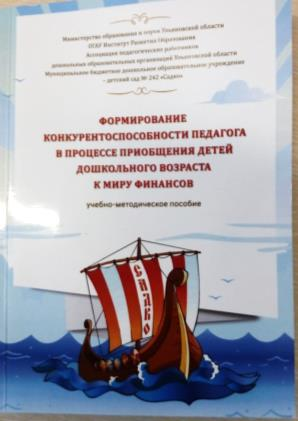 Министерство образования и науки Ульяновской области
ОГАУ Институт Развития Образования
Ассоциация педагогических работников
дошкольных образовательных организаций Ульяновской области
Муниципальное бюджетное дошкольное образовательное учреждение
– детский сад № 242 «Садко»
ФОРМИРОВАНИЕ
КОНКУРЕНТОСПОСОБНОСТИ ПЕДАГОГА
В ПРОЦЕССЕ ПРИОБЩЕНИЯ ДЕТЕЙ
ДОШКОЛЬНОГО ВОЗРАСТА
К МИРУ ФИНАНСОВ
учебно-методическое пособие
САДКО